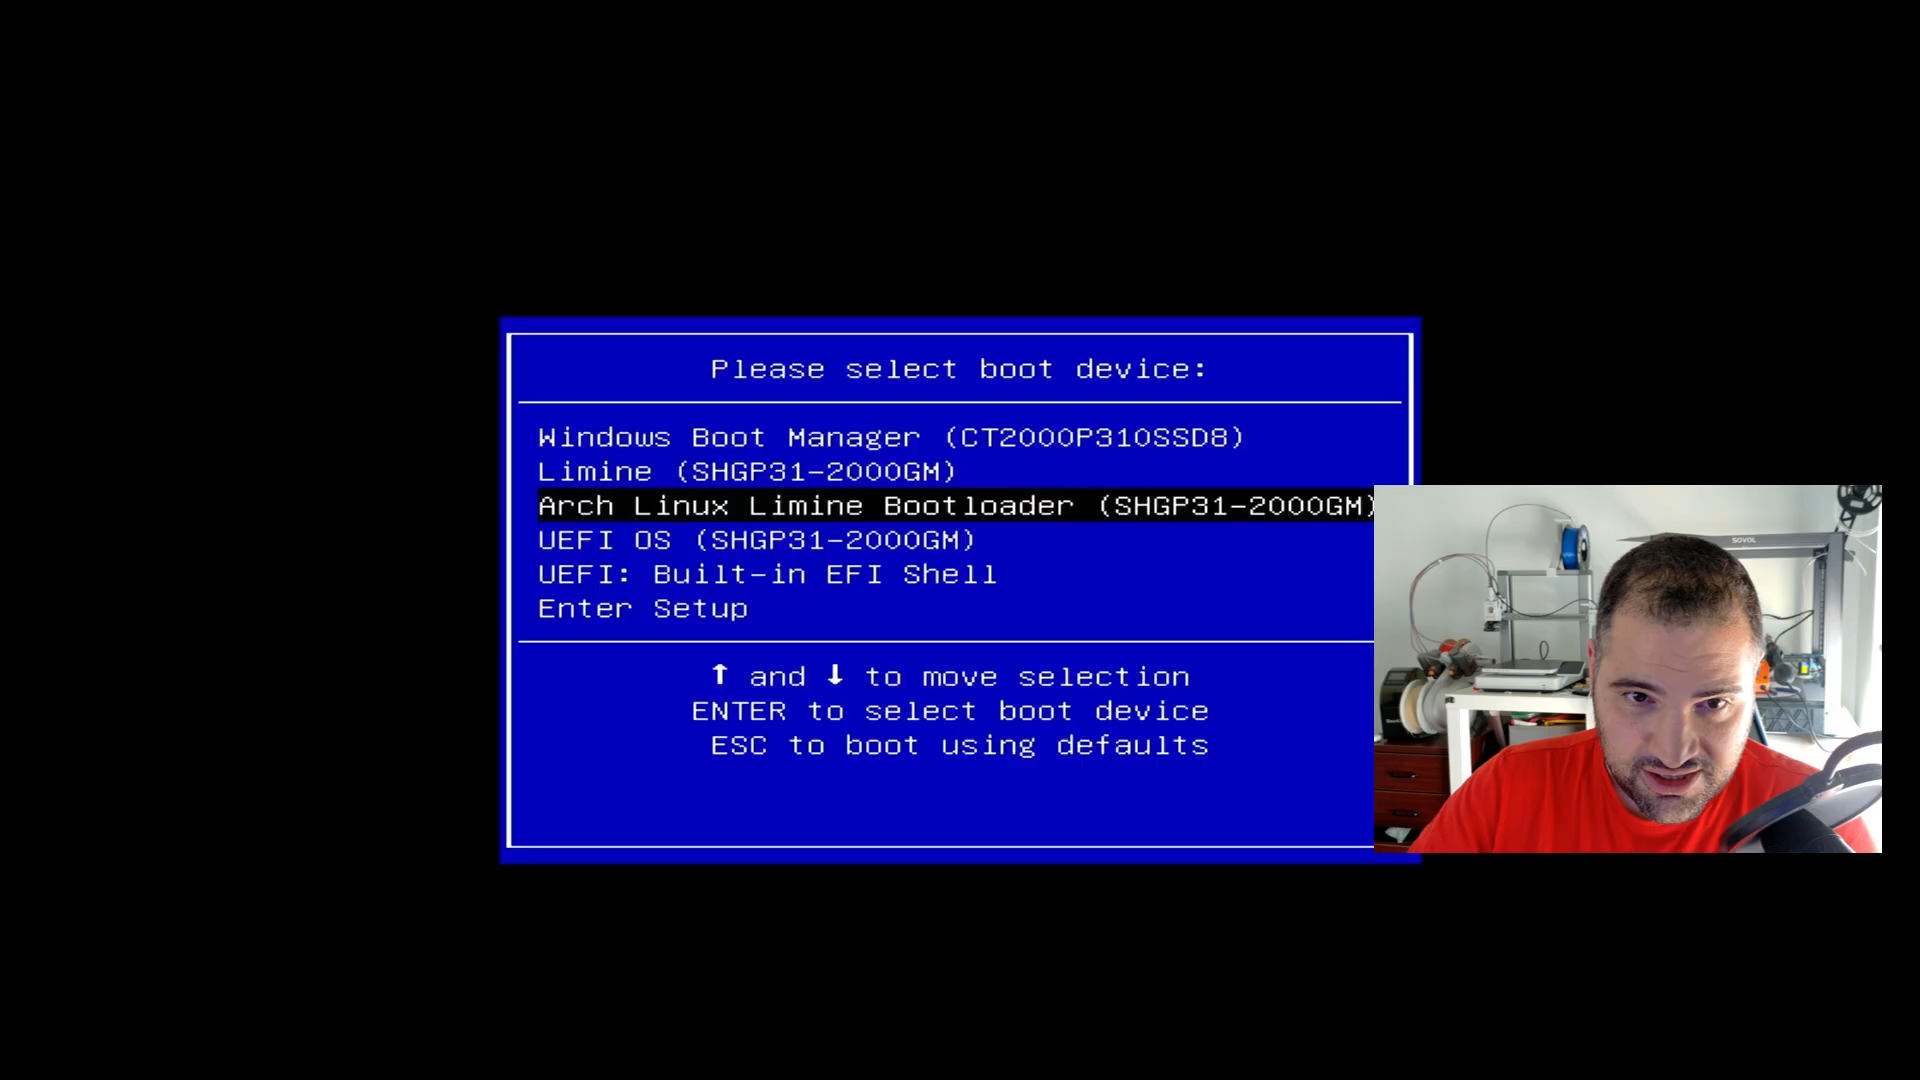 Please select boot device:
Windows Boot Manager (CT2000P310SSD8)
Limine (SHGP31-2000GM)
Arch Linux Limine Bootloader (SHGP31-2000GM)
UEFI OS (SHGP31-2000GM)
UEFI: Built-in EFI Shell
Enter Setup
↑ and ↓ to move selection
ENTER to select boot device
ESC to boot using defaults
SOVOL